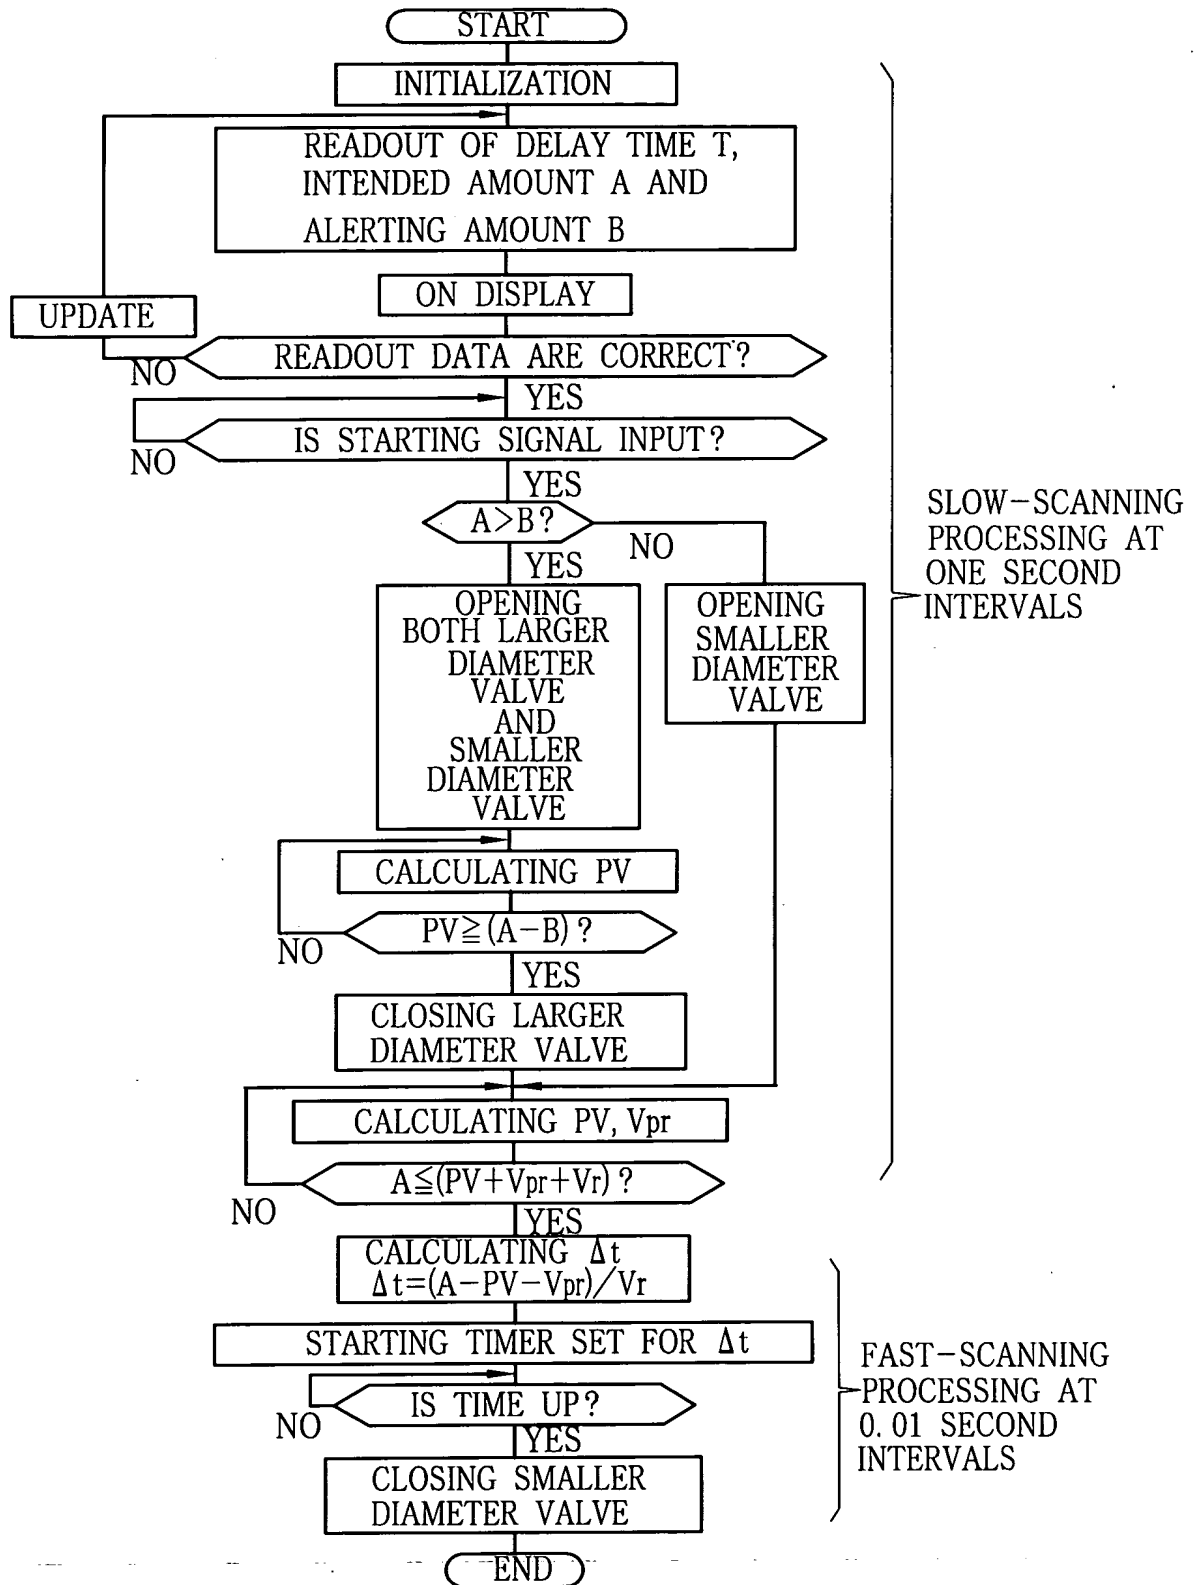 START
INITIALIZATION
READOUT OF DELAY TIME T,
INTENDED AMOUNT A AND
ALERTING AMOUNT B
ON DISPLAY
UPDATE
READOUT DATA ARE CORRECT?
NO
YES
IS STARTING SIGNAL INPUT?
NO
YES
A>B?
NO
YES
OPENING
BOTH LARGER
DIAMETER
VALVE
AND
SMALLER
DIAMETER
VALVE
OPENING
SMALLER
DIAMETER
VALVE
SLOW-SCANNING
PROCESSING AT
ONE SECOND
INTERVALS
CALCULATING PV
PV≧(A-B)?
NO
YES
CLOSING LARGER
DIAMETER VALVE
CALCULATING PV, Vpr
A≦(PV+Vpr+Vr)?
NO
YES
CALCULATING Δt
Δt=(A-PV-Vpr)/Vr
STARTING TIMER SET FOR Δt
IS TIME UP?
NO
YES
CLOSING SMALLER
DIAMETER VALVE
FAST-SCANNING
PROCESSING AT
0.01 SECOND
INTERVALS
END